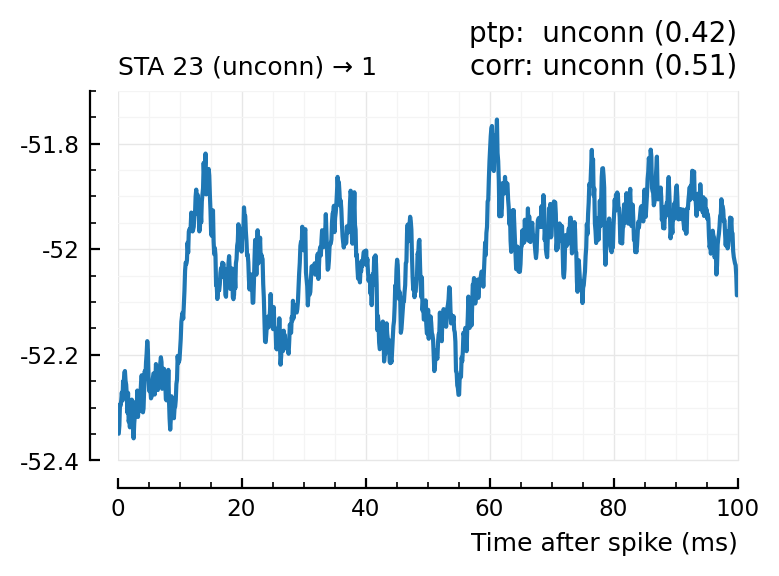 ptp:  unconn (0.42)
STA 23 (unconn) → 1
corr: unconn (0.51)
-51.8
-52
-52.2
-52.4
0
20
40
60
80
100
Time after spike (ms)